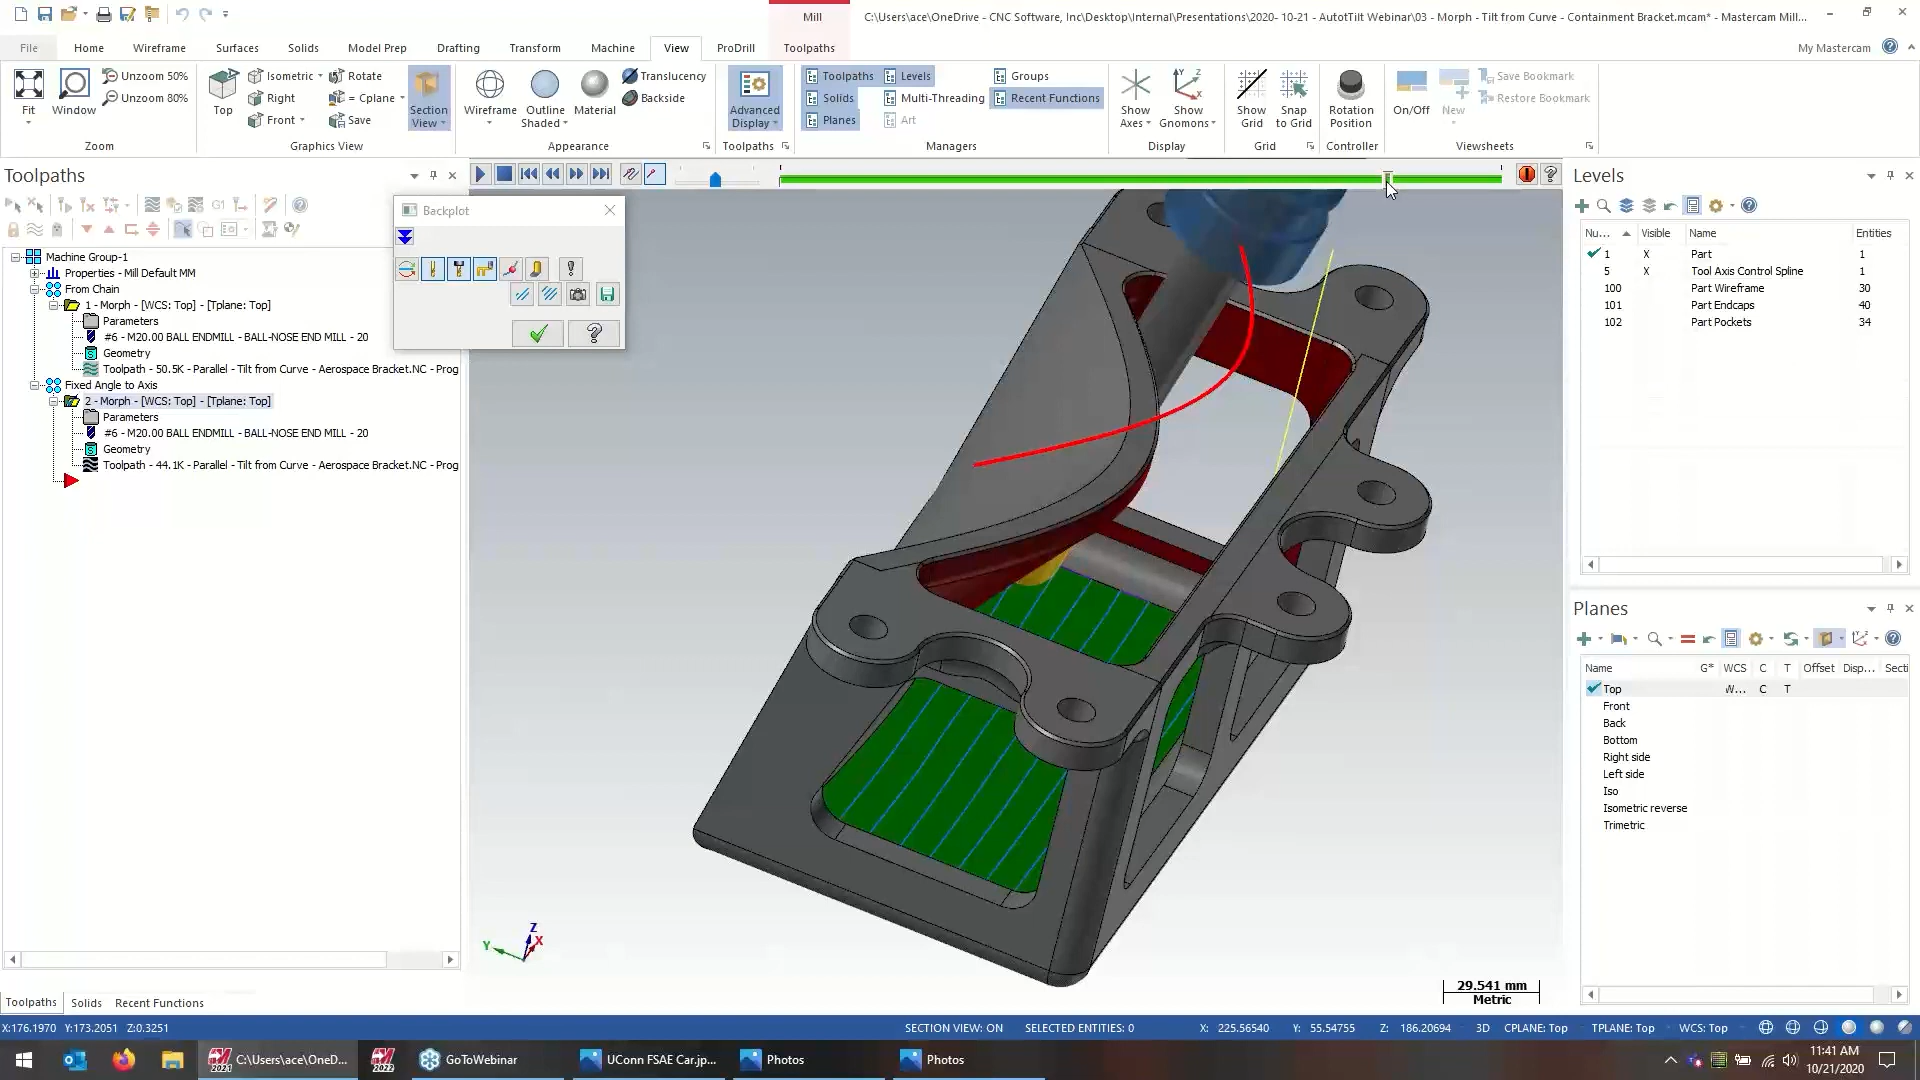 Mill
C:\Users\ace\OneDrive - CNC Software, Inc\Desktop\Internal\Presentations\2020- 10-21 - AutotTilt Webinar\03 - Morph - Tilt from Curve - Containment Bracket.mcam* - Mastercam Mill...
File Home Wireframe Surfaces Solids Model Prep Drafting Transform Machine View ProDrill Toolpaths My Mastercam
Fit
Window
Unzoom 50%
Unzoom 80%
Zoom
Top
Isometric
Right
Front
Rotate
= Cplane
Save
Section View
Graphics View
Wireframe
Outline Shaded
Material
Translucency
Backside
Appearance
Advanced Display
Toolpaths
Toolpaths
Solids
Planes
Levels
Multi-Threading
Art
Groups
Recent Functions
Managers
Show Axes
Show Gnomons
Display
Show Grid
Snap to Grid
Grid
Rotation Position
Controller
On/Off
New
Save Bookmark
Restore Bookmark
Viewsheets
Toolpaths
G1
Machine Group-1
Properties - Mill Default MM
From Chain
1 - Morph - [WCS: Top] - [Tplane: Top]
Parameters
#6 - M20.00 BALL ENDMILL - BALL-NOSE END MILL - 20
Geometry
Toolpath - 50.5K - Parallel - Tilt from Curve - Aerospace Bracket.NC - Prog
Fixed Angle to Axis
2 - Morph - [WCS: Top] - [Tplane: Top]
Parameters
#6 - M20.00 BALL ENDMILL - BALL-NOSE END MILL - 20
Geometry
Toolpath - 44.1K - Parallel - Tilt from Curve - Aerospace Bracket.NC - Prog
Toolpaths Solids Recent Functions
Backplot
Z
X
Y
29.541 mm
Metric
Levels
Nu... Visible Name Entities
1 X Part 1
5 X Tool Axis Control Spline 1
100 Part Wireframe 30
101 Part Endcaps 40
102 Part Pockets 34
Planes
Name G* WCS C T Offset Disp... Secti
Top W... C T
Front
Back
Bottom
Right side
Left side
Iso
Isometric reverse
Trimetric
X:176.1970 Y:173.2051 Z:0.3251 SECTION VIEW: ON SELECTED ENTITIES: 0 X: 225.56540 Y: 55.54755 Z: 186.20694 3D CPLANE: Top TPLANE: Top WCS: Top
2021 C:\Users\ace\OneD... 2022 GoToWebinar UConn FSAE Car.jp... Photos Photos
11:41 AM
10/21/2020